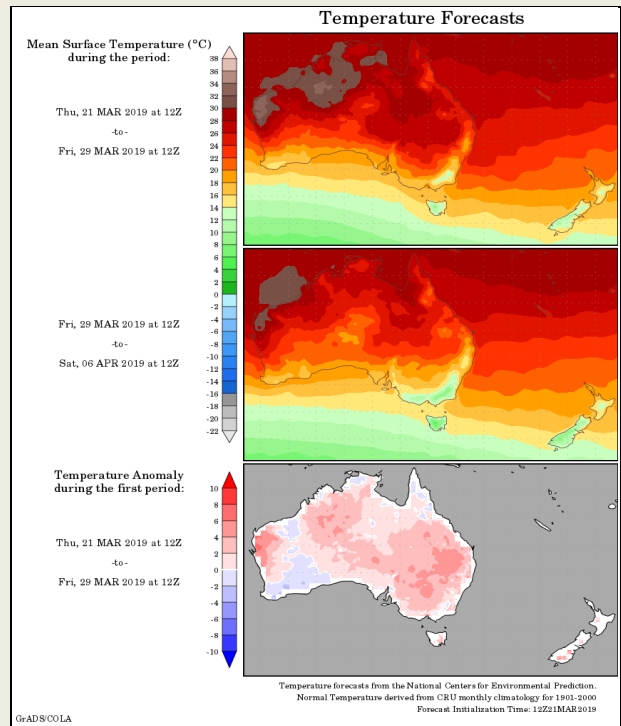 Temperature Forecasts
Mean Surface Temperature (°C)
during the period:
Thu, 21 MAR 2019 at 12Z
-to-
Fri, 29 MAR 2019 at 12Z
38
36
34
32
30
28
26
24
22
20
18
16
14
12
10
8
6
4
2
0
-2
-4
-6
-8
-10
-12
-14
-16
-17
-20
-22
Fri, 29 MAR 2019 at 12Z
-to-
Sat, 06 APR 2019 at 12Z
Temperature Anomaly
during the first period:
Thu, 21 MAR 2019 at 12Z
-to-
Fri, 29 MAR 2019 at 12Z
10
8
6
4
2
0
-2
-4
-6
-8
-10
Temperature forecasts from the National Centers for Environmental Prediction.
Normal Temperature derived from CRU monthly climatology for 1901-2000
Forecast Initialization Time: 12Z21MAR2019
GrADS/COLA